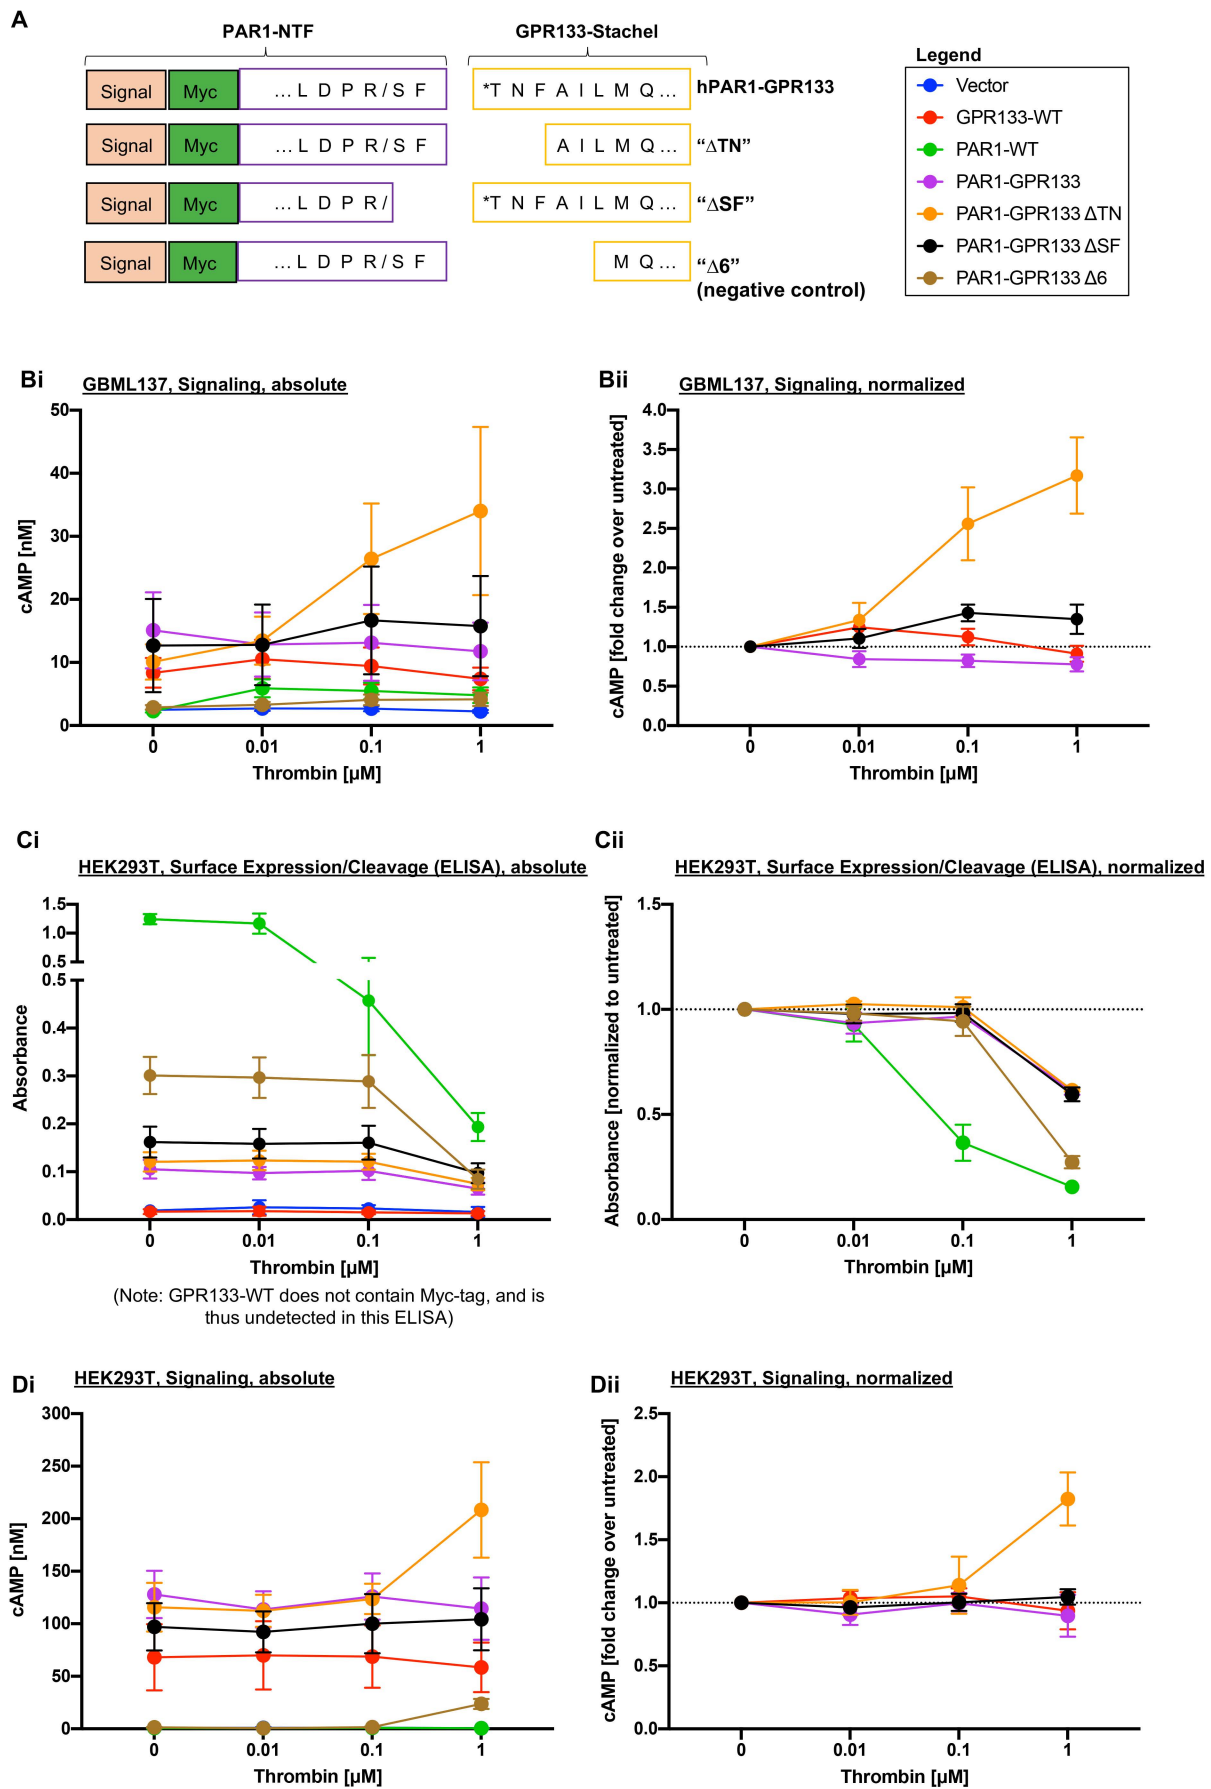 A
PAR1-NTF
GPR133-Stachel
Signal Myc ...L D P R/S F *T N F A I L M Q... hPAR1-GPR133
Signal Myc ...L D P R/S F A I L M Q... “ΔTN”
Signal Myc ...L D P R/ *T N F A I L M Q... “ΔSF”
Signal Myc ...L D P R/S F M Q... “Δ6”
(negative control)
Legend
Vector
GPR133-WT
PAR1-WT
PAR1-GPR133
PAR1-GPR133 ΔTN
PAR1-GPR133 ΔSF
PAR1-GPR133 Δ6
Bi
GBML137, Signaling, absolute
cAMP [nM]
50
40
30
20
10
0
0 0.01 0.1 1
Thrombin [µM]
Bii
GBML137, Signaling, normalized
cAMP [fold change over untreated]
4.0
3.5
3.0
2.5
2.0
1.5
1.0
0.5
0.0
0 0.01 0.1 1
Thrombin [µM]
Ci
HEK293T, Surface Expression/Cleavage (ELISA), absolute
Absorbance
1.5
1.0
0.5
0.5
0.4
0.3
0.2
0.1
0.0
0 0.01 0.1 1
Thrombin [µM]
(Note: GPR133-WT does not contain Myc-tag, and is
thus undetected in this ELISA)
Cii
HEK293T, Surface Expression/Cleavage (ELISA), normalized
Absorbance [normalized to untreated]
1.5
1.0
0.5
0.0
0 0.01 0.1 1
Thrombin [µM]
Di
HEK293T, Signaling, absolute
cAMP [nM]
300
250
200
150
100
50
0
0 0.01 0.1 1
Thrombin [µM]
Dii
HEK293T, Signaling, normalized
cAMP [fold change over untreated]
2.5
2.0
1.5
1.0
0.5
0.0
0 0.01 0.1 1
Thrombin [µM]